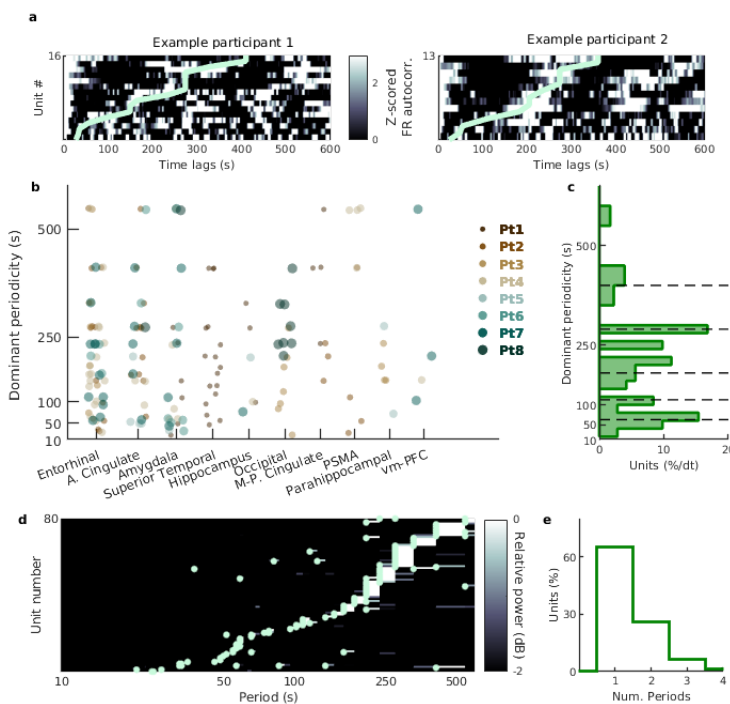 a
Example participant 1
16
Unit #
0 100 200 300 400 500 600
Time lags (s)
2
0
Z-scored
FR autocorr.
Example participant 2
13
0 100 200 300 400 500 600
Time lags (s)
b
Dominant periodicity (s)
500
250
100
50
10
Pt1
Pt2
Pt3
Pt4
Pt5
Pt6
Pt7
Pt8
Entorhinal
A. Cingulate
Amygdala
Superior Temporal
Hippocampus
Occipital
M-P. Cingulate
PSMA
Parahippocampal
vm-PFC
c
Dominant periodicity (s)
500
250
100
50
10
0 10 20
Units (%/dt)
d
80
Unit number
10 50 100 250 500
Period (s)
0
-2
Relative power (dB)
e
Units (%)
60
30
0
1 2 3 4
Num. Periods